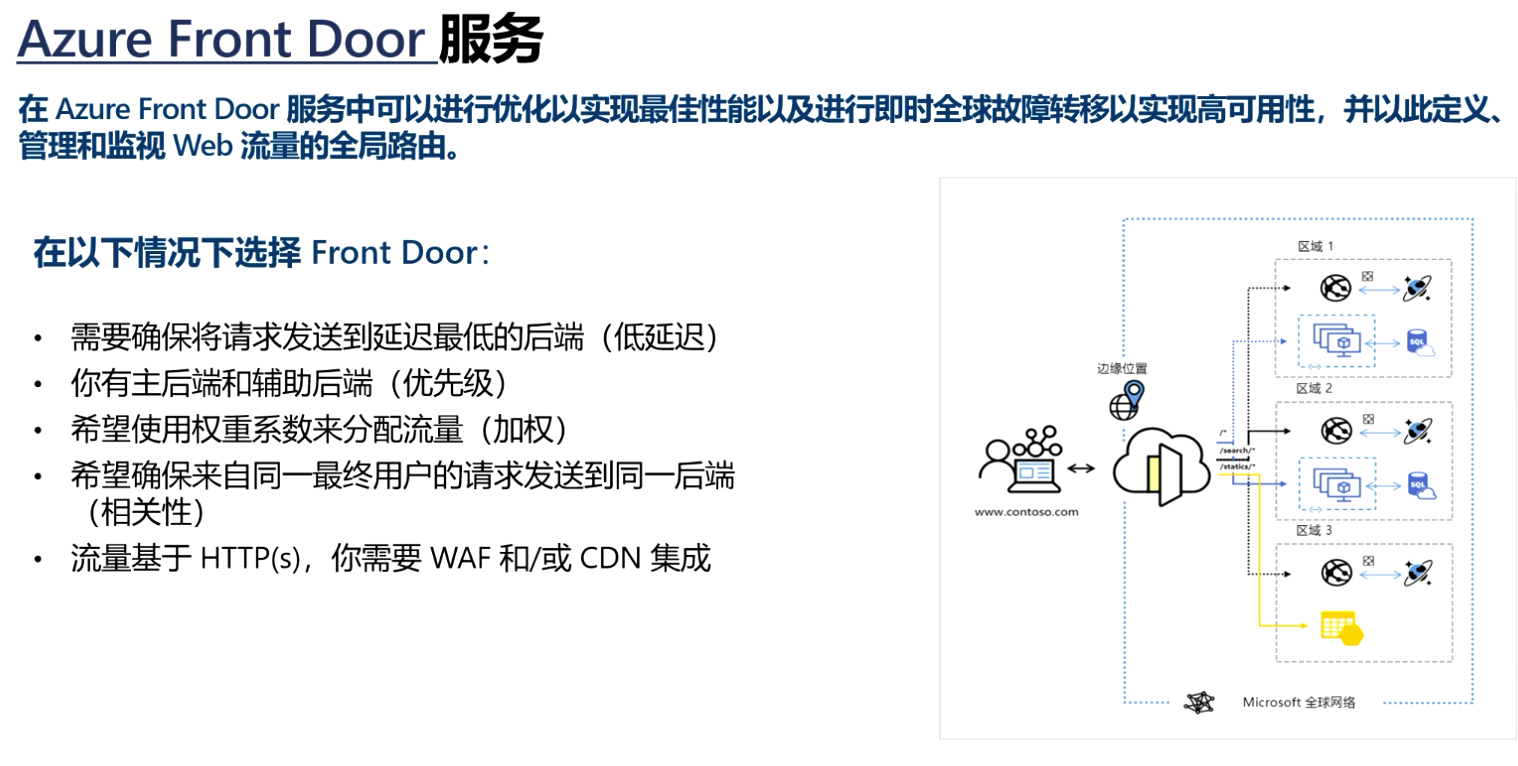 Azure Front Door 服务
在 Azure Front Door 服务中可以进行优化以实现最佳性能以及进行即时全球故障转移以实现高可用性，并以此定义、
管理和监视 Web 流量的全局路由。
在以下情况下选择 Front Door：
• 需要确保将请求发送到延迟最低的后端（低延迟）
• 你有主后端和辅助后端（优先级）
• 希望使用权重系数来分配流量（加权）
• 希望确保来自同一最终用户的请求发送到同一后端
（相关性）
• 流量基于 HTTP(s)，你需要 WAF 和/或 CDN 集成
区域 1
SQL
区域 2
边缘位置
/*
/search/*
/statics/*
SQL
www.contoso.com
区域 3
Microsoft 全球网络